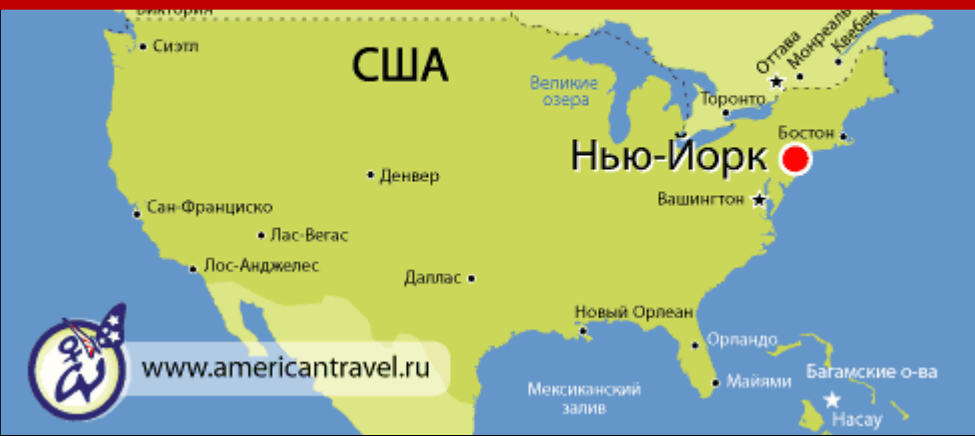 Виктория
Сиэтл
США
Великие
озера
Оттава
Монреаль
Квебек
Торонто
Бостон
Нью-Йорк
Вашингтон
Денвер
Сан-Франциско
Лас-Вегас
Лос-Анджелес
Даллас
Новый Орлеан
Орландо
www.americantravel.ru
Мексиканский
залив
Майями
Багамские о-ва
Насау